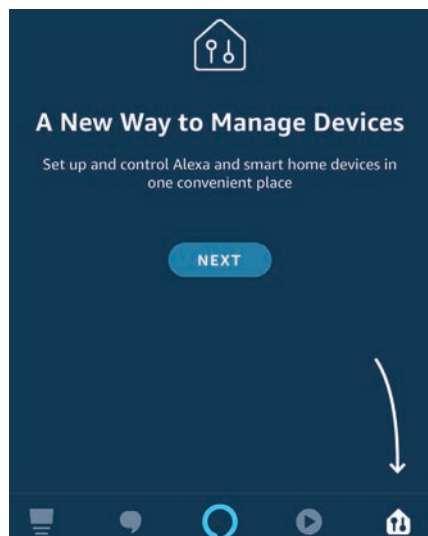 A New Way to Manage Devices
Set up and control Alexa and smart home devices in
one convenient place
NEXT